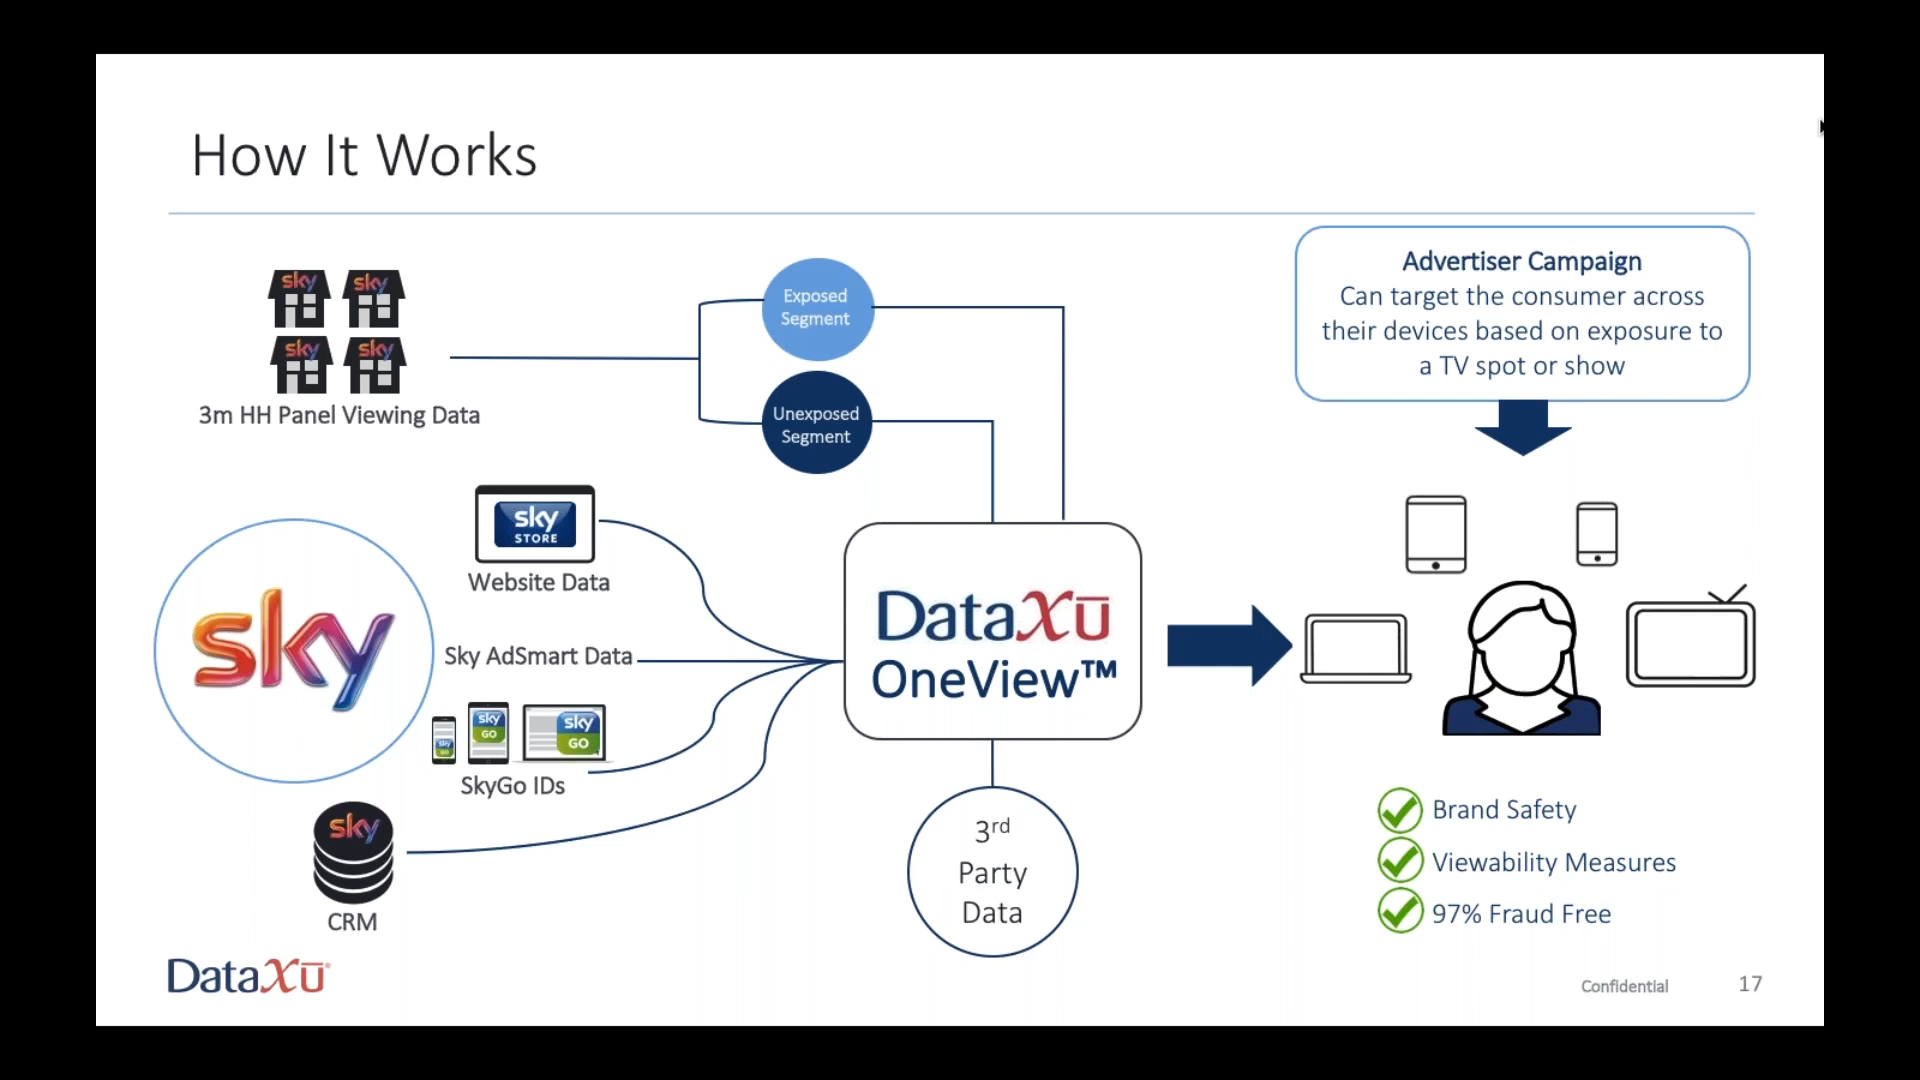 How It Works
sky sky
sky sky
3m HH Panel Viewing Data
Exposed
Segment
Unexposed
Segment
Advertiser Campaign
Can target the consumer across
their devices based on exposure to
a TV spot or show
sky
sky
STORE
Website Data
Sky AdSmart Data
sky
GO
sky
GO
sky
GO
SkyGo IDs
sky
CRM
DataXū
OneView™
3rd
Party
Data
Brand Safety
Viewability Measures
97% Fraud Free
DataXū®
Confidential
17